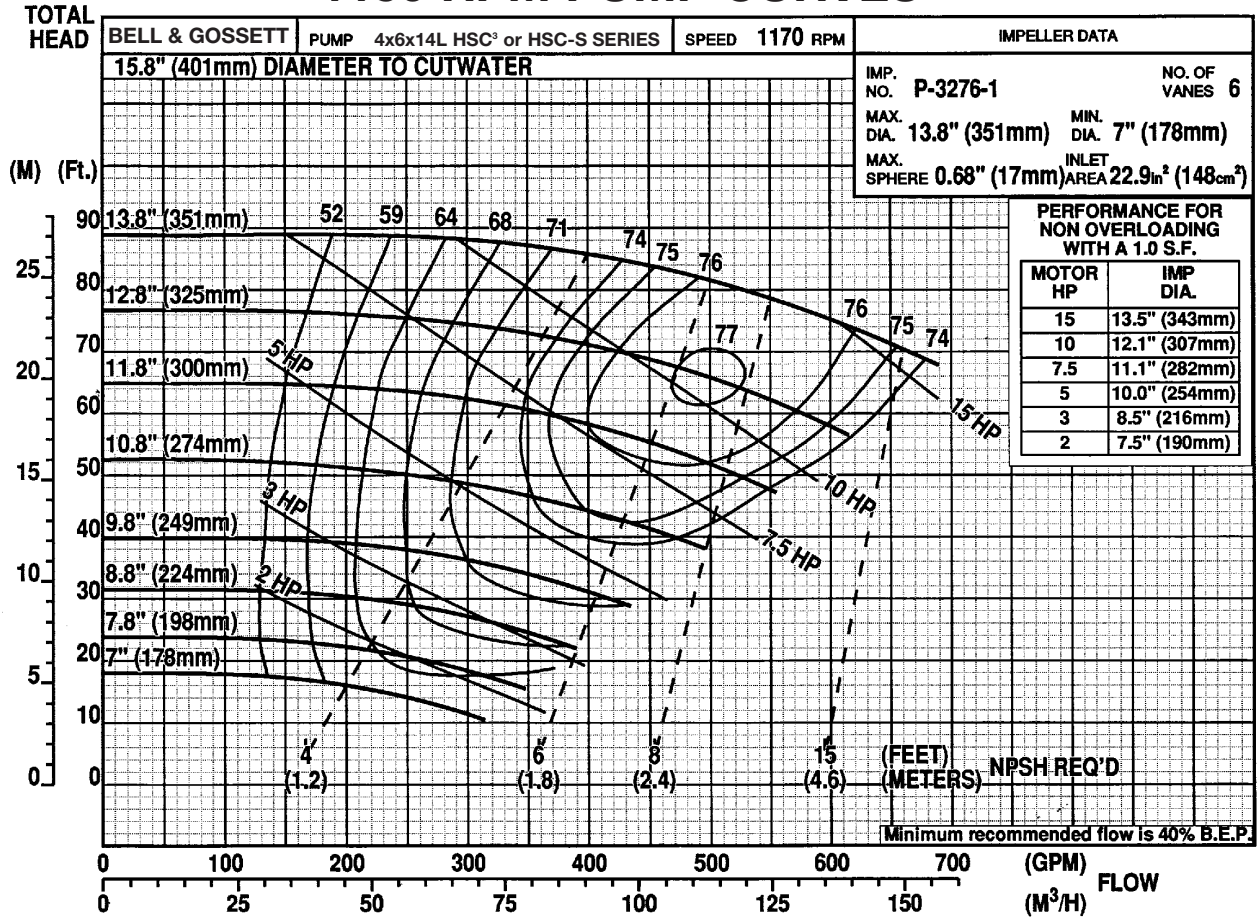 TOTAL HEAD
BELL & GOSSETT
PUMP 4x6x14L HSC³ or HSC-S SERIES
SPEED 1170 RPM
IMPELLER DATA
15.8" (401mm) DIAMETER TO CUTWATER
IMP. NO. P-3276-1
NO. OF VANES 6
MAX. DIA. 13.8" (351mm)
MIN. DIA. 7" (178mm)
MAX. SPHERE 0.68" (17mm)
INLET AREA 22.9in² (148cm²)
PERFORMANCE FOR
NON OVERLOADING
WITH A 1.0 S.F.
MOTOR HP
IMP DIA.
15 13.5" (343mm)
10 12.1" (307mm)
7.5 11.1" (282mm)
5 10.0" (254mm)
3 8.5" (216mm)
2 7.5" (190mm)
(M) (Ft.)
90
80
70
60
50
40
30
20
10
0
25
20
15
10
5
0
13.8" (351mm)
12.8" (325mm)
11.8" (300mm)
10.8" (274mm)
9.8" (249mm)
8.8" (224mm)
7.8" (198mm)
7" (178mm)
52 59 64 68 71 74 75 76
77
76 75 74
5 HP
3 HP
2 HP
15 HP
10 HP
7.5 HP
4 6 8 15 (FEET)
(1.2) (1.8) (2.4) (4.6) (METERS)
NPSH REQ'D
Minimum recommended flow is 40% B.E.P.
0 100 200 300 400 500 600 700 (GPM)
FLOW
0 25 50 75 100 125 150 (M³/H)